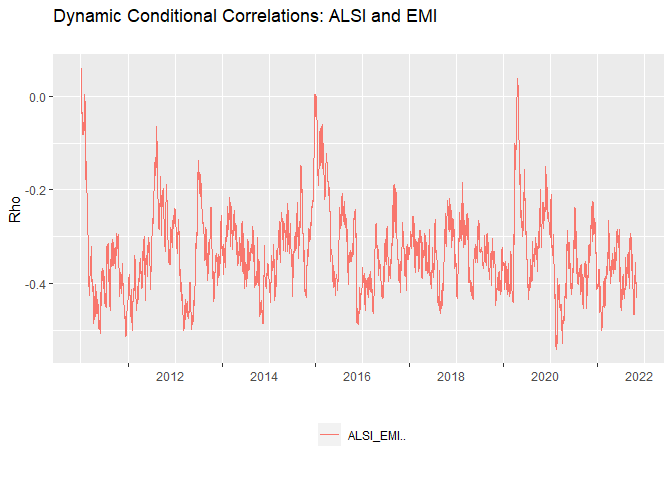 Dynamic Conditional Correlations: ALSI and EMI
0.0
-0.2
-0.4
Rho
2012 2014 2016 2018 2020 2022
ALSI_EMI..